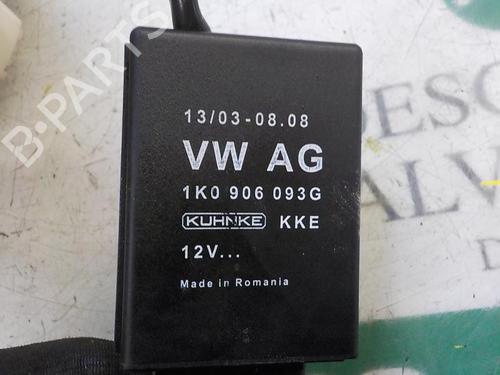 13/03-08.08
VW AG
1K0 906 093G
KUHNKE KKE
12V...
Made in Romania
B-PARTS